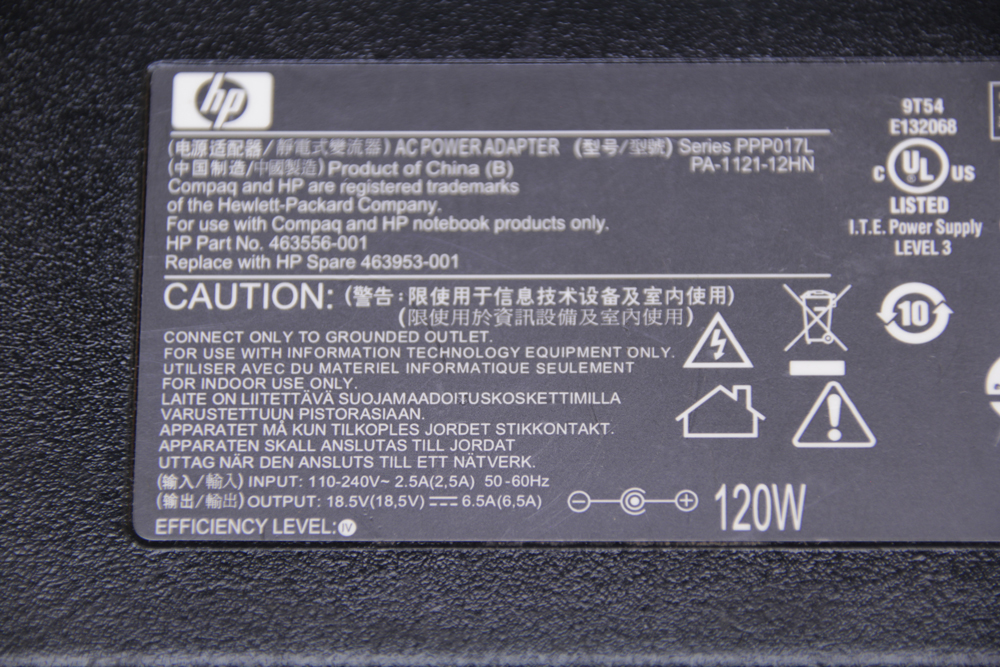 hp
(电源适配器/靜電式變流器) AC POWER ADAPTER (型号/型號) Series PPP017L
PA-1121-12HN
(中国制造/中國製造) Product of China (B)
Compaq and HP are registered trademarks
of the Hewlett-Packard Company.
For use with Compaq and HP notebook products only.
HP Part No. 463556-001
Replace with HP Spare 463953-001
9T54
E132068
c UL US
LISTED
I.T.E. Power Supply
LEVEL 3
CAUTION: (警告:限使用于信息技术设备及室内使用)
(限使用於資訊設備及室內使用)
CONNECT ONLY TO GROUNDED OUTLET.
FOR USE WITH INFORMATION TECHNOLOGY EQUIPMENT ONLY.
UTILISER AVEC DU MATERIEL INFORMATIQUE SEULEMENT
FOR INDOOR USE ONLY.
LAITE ON LIITETTÄVÄ SUOJAMAADOITUSKOSKETTIMILLA
VARUSTETTUUN PISTORASIAAN.
APPARATET MÅ KUN TILKOPLES JORDET STIKKONTAKT.
APPARATEN SKALL ANSLUTAS TILL JORDAT
UTTAG NÄR DEN ANSLUTS TILL ETT NÄTVERK.
(输入/輸入) INPUT: 110-240V~ 2.5A(2,5A) 50-60Hz
(输出/輸出) OUTPUT: 18.5V(18,5V) ⎓ 6.5A(6,5A)
120W
EFFICIENCY LEVEL: IV
10